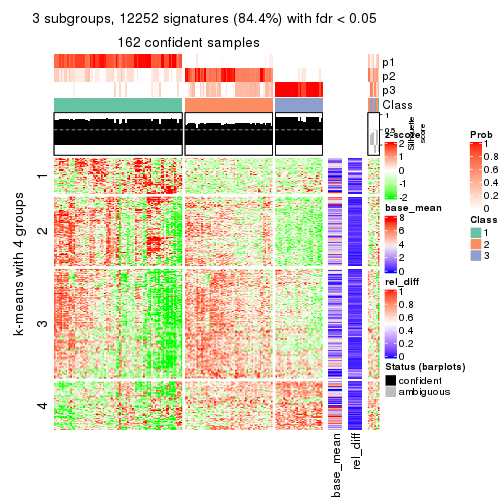 3 subgroups, 12252 signatures (84.4%) with fdr < 0.05
162 confident samples
p1
p2
p3
Class
1
0.5
0
Silhouette
score
k-means with 4 groups
1
2
3
4
base_mean
rel_diff
z-score
2
1
0
-1
-2
base_mean
8
6
4
2
0
rel_diff
1
0.8
0.6
0.4
0.2
0
Status (barplots)
confident
ambiguous
Prob
1
0.8
0.6
0.4
0.2
0
Class
1
2
3